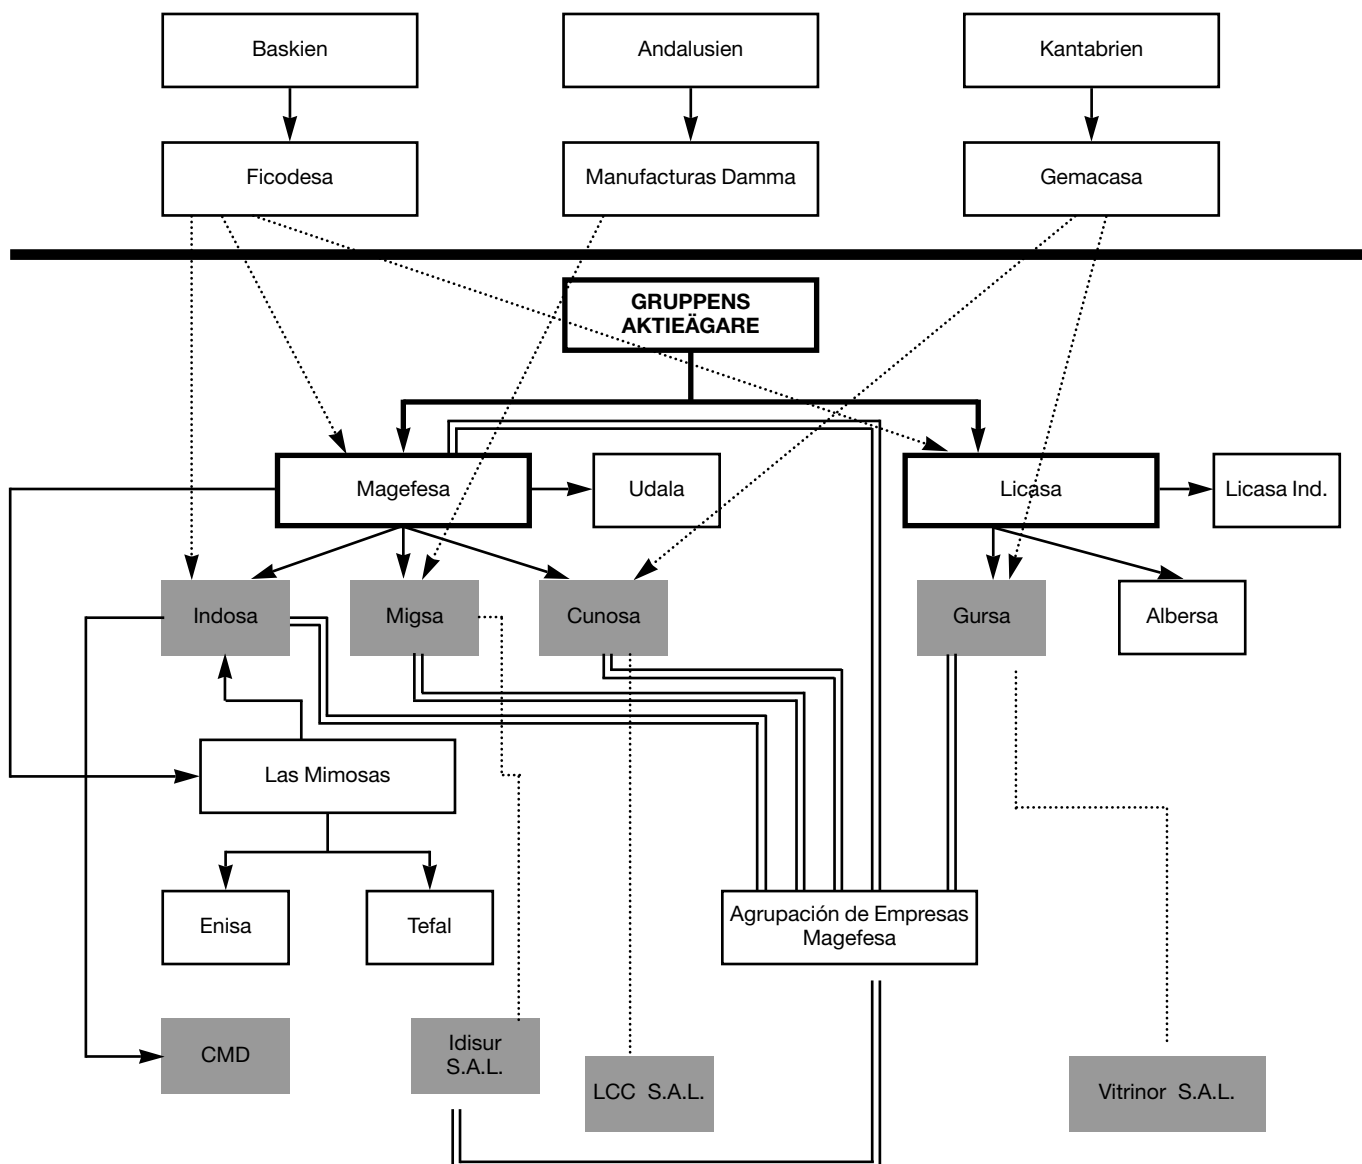 Baskien
Andalusien
Kantabrien
Ficodesa
Manufacturas Damma
Gemacasa
GRUPPENS
AKTIEÄGARE
Magefesa
Udala
Licasa
Licasa Ind.
Indosa
Migsa
Cunosa
Gursa
Albersa
Las Mimosas
Enisa
Tefal
Agrupación de Empresas
Magefesa
CMD
Idisur
S.A.L.
LCC S.A.L.
Vitrinor S.A.L.